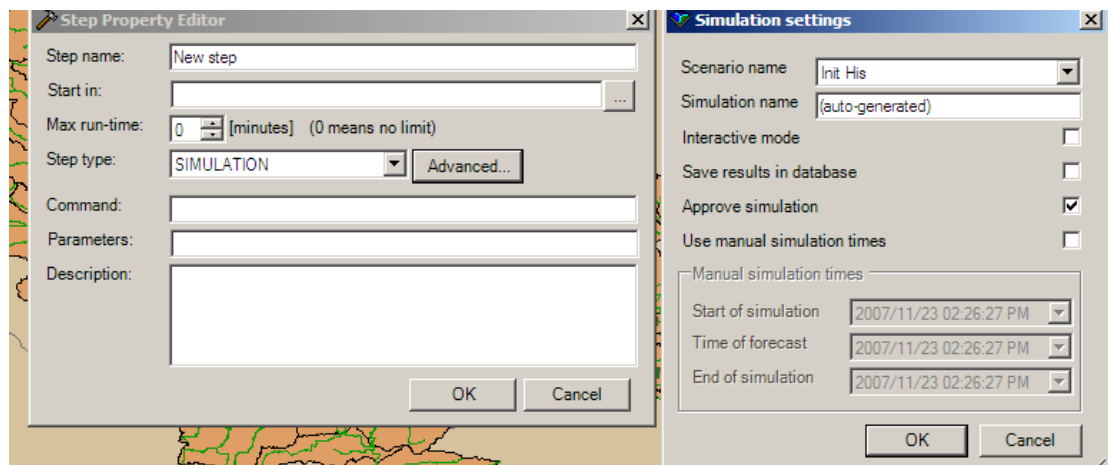 Step Property Editor
Step name: New step
Start in: ...
Max run-time: 0 [minutes] (0 means no limit)
Step type: SIMULATION Advanced...
Command:
Parameters:
Description:
OK Cancel
Simulation settings
Scenario name Init His
Simulation name (auto-generated)
Interactive mode
Save results in database
Approve simulation
Use manual simulation times
Manual simulation times
Start of simulation 2007/11/23 02:26:27 PM
Time of forecast 2007/11/23 02:26:27 PM
End of simulation 2007/11/23 02:26:27 PM
OK Cancel